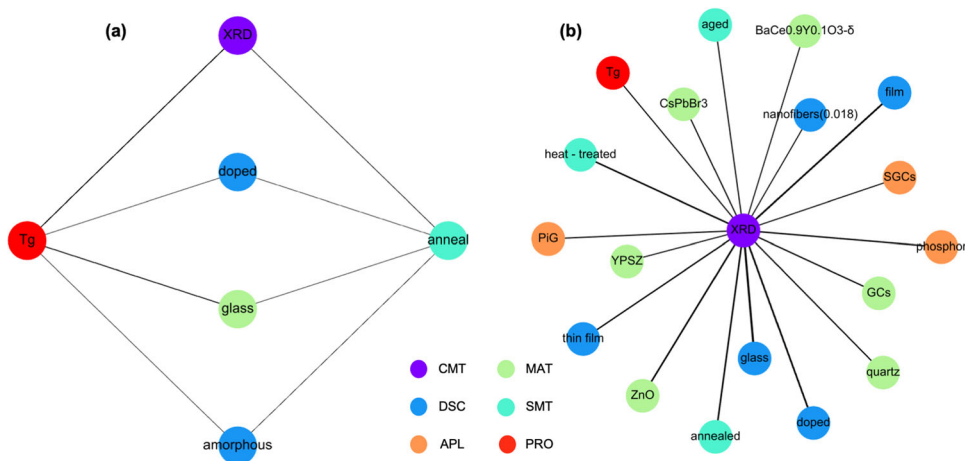 (a)
XRD
doped
Tg
anneal
glass
amorphous
CMT
MAT
DSC
SMT
APL
PRO
(b)
aged
BaCe0.9Y0.1O3-δ
Tg
CsPbBr3
film
nanofibers(0.018)
heat - treated
SGCs
XRD
PiG
phosphor
YPSZ
GCs
thin film
glass
quartz
ZnO
annealed
doped